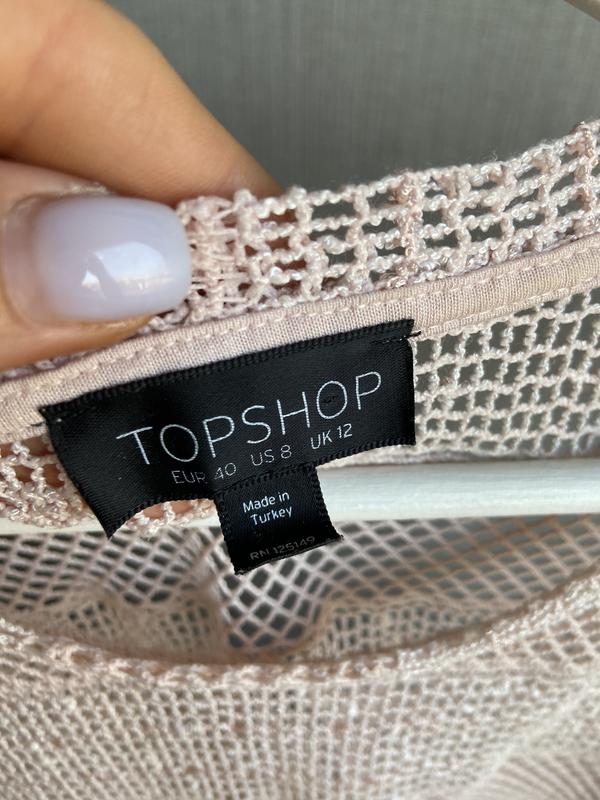 TOPSHOP
EUR 40 US 8 UK 12
Made in
Turkey
RN 125149